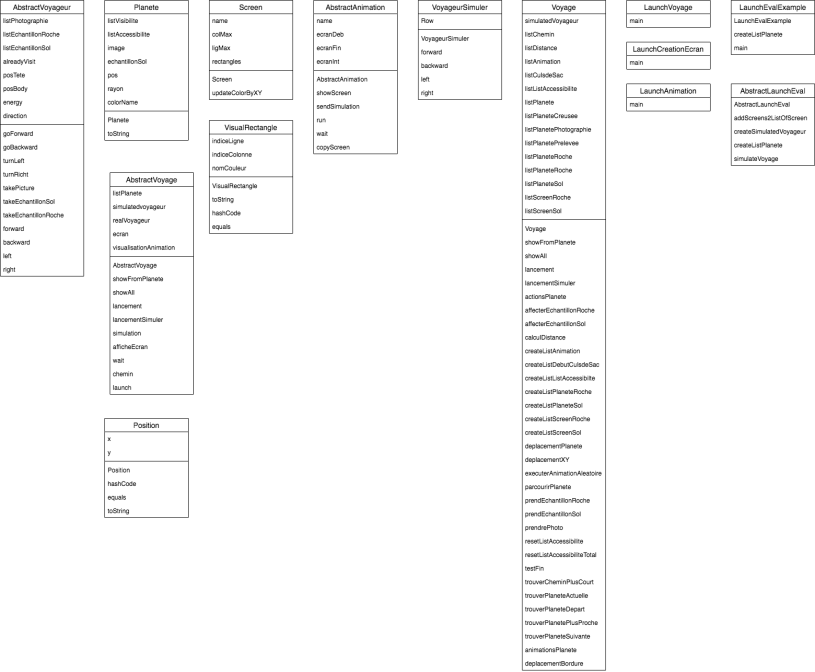 AbstractVoyageur
listPhotographie
listEchantillonRoche
listEchantillonSol
alreadyVisit
posTete
posBody
energy
direction
goForward
goBackward
turnLeft
turnRicht
takePicture
takeEchantillonSol
takeEchantillonRoche
forward
backward
left
right
Planete
listVisibilite
listAccessibilite
image
echantillonSol
pos
rayon
colorName
Planete
toString
AbstractVoyage
listPlanete
simulatedvoyageur
realVoyageur
ecran
visualisationAnimation
AbstractVoyage
showFromPlanete
showAll
lancement
lancementSimuler
simulation
afficheEcran
wait
chemin
launch
Position
x
y
Position
hashCode
equals
toString
Screen
name
colMax
ligMax
rectangles
Screen
updateColorByXY
VisualRectangle
indiceLigne
indiceColonne
nomCouleur
VisualRectangle
toString
hashCode
equals
AbstractAnimation
name
ecranDeb
ecranFin
ecranInt
AbstractAnimation
showScreen
sendSimulation
run
wait
copyScreen
VoyageurSimuler
Row
VoyageurSimuler
forward
backward
left
right
Voyage
simulatedVoyageur
listChemin
listDistance
listAnimation
listCulsdeSac
listListAccessibilite
listPlanete
listPlaneteCreusee
listPlanetePhotographie
listPlanetePrelevee
listPlaneteRoche
listPlaneteRoche
listPlaneteSol
listScreenRoche
listScreenSol
Voyage
showFromPlanete
showAll
lancement
lancementSimuler
actionsPlanete
affecterEchantillonRoche
affecterEchantillonSol
calculDistance
createListAnimation
createListDebutCulsdeSac
createListListAccessibilite
createListPlaneteRoche
createListPlaneteSol
createListScreenRoche
createListScreenSol
deplacementPlanete
deplacementXY
executerAnimationAleatoire
parcourirPlanete
prendEchantillonRoche
prendEchantillonSol
prendrePhoto
resetListAccessibilite
resetListAccessibiliteTotal
testFin
trouverCheminPlusCourt
trouverPlaneteActuelle
trouverPlaneteDepart
trouverPlanetePlusProche
trouverPlaneteSuivante
animationsPlanete
deplacementBordure
LaunchVoyage
main
LaunchCreationEcran
main
LaunchAnimation
main
LaunchEvalExample
LaunchEvalExample
createListPlanete
main
AbstractLaunchEval
AbstractLaunchEval
addScreens2ListOfScreen
createSimulatedVoyageur
createListPlanete
simulateVoyage